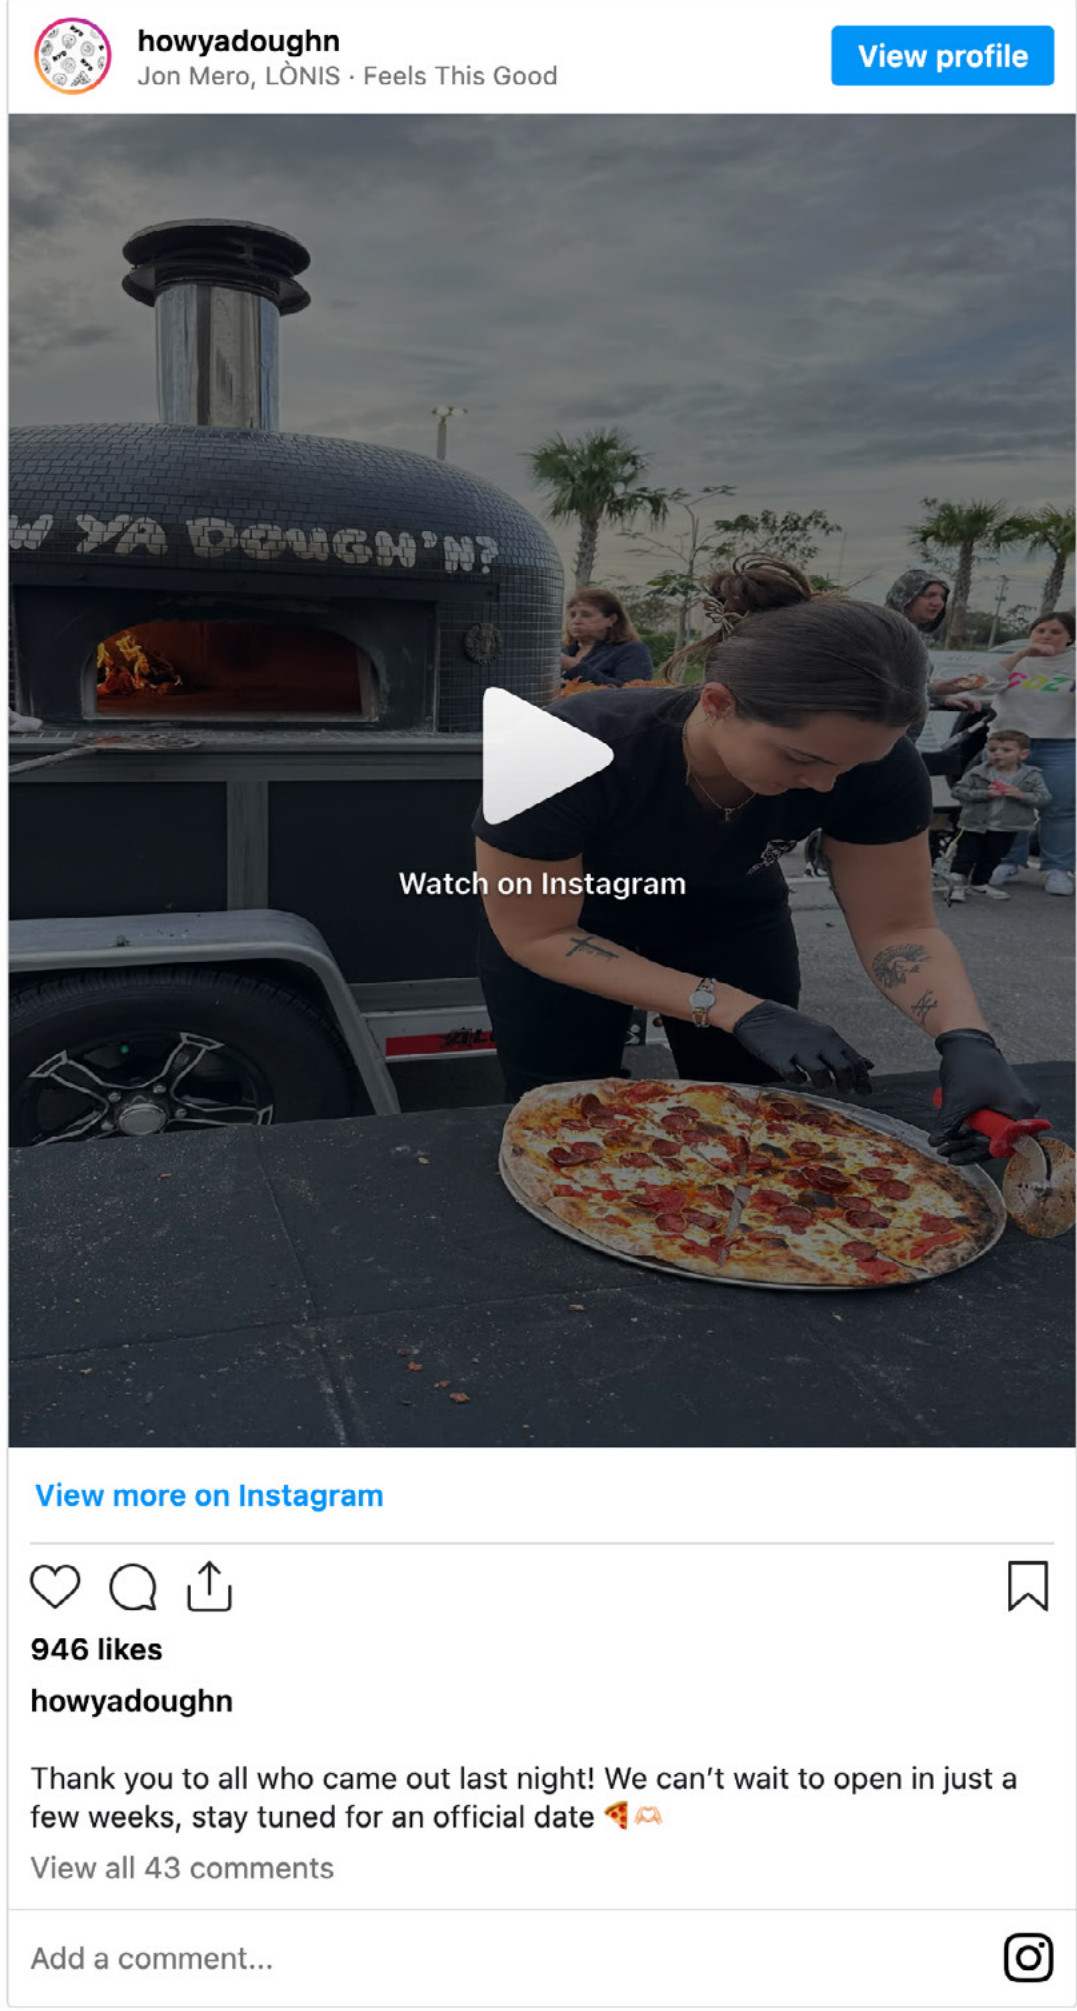 howyadoughn
Jon Mero, LÒNIS · Feels This Good
View profile
W YA DOUGH'N?
Watch on Instagram
View more on Instagram
946 likes
howyadoughn
Thank you to all who came out last night! We can't wait to open in just a
few weeks, stay tuned for an official date 🍕🫶🏻
View all 43 comments
Add a comment...